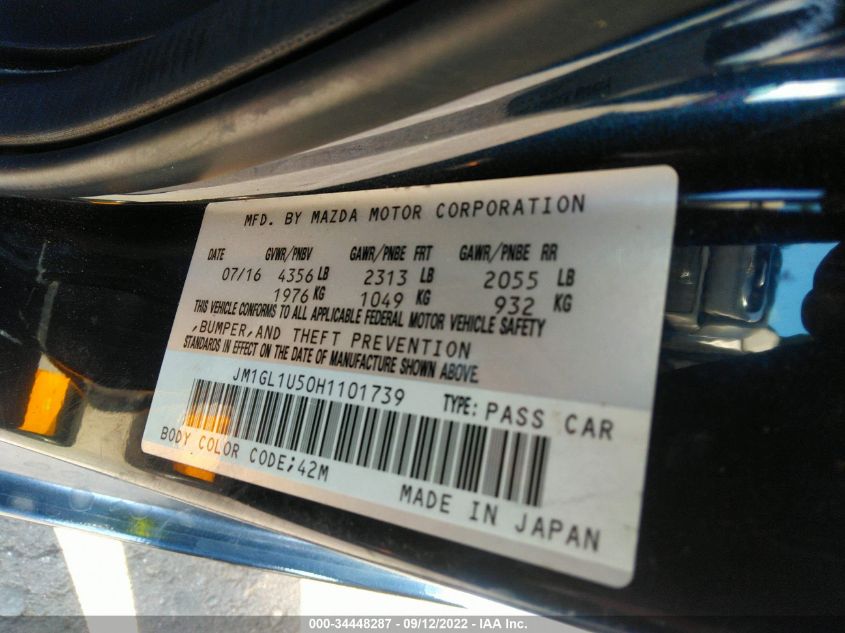 MFD. BY MAZDA MOTOR CORPORATION
DATE GVWR/PNBV GAWR/PNBE FRT GAWR/PNBE RR
07/16 4356 LB 2313 LB 2055 LB
1976 KG 1049 KG 932 KG
THIS VEHICLE CONFORMS TO ALL APPLICABLE FEDERAL MOTOR VEHICLE SAFETY
,BUMPER,AND THEFT PREVENTION
STANDARDS IN EFFECT ON THE DATE OF MANUFACTURE SHOWN ABOVE.
JM1GL1U50H1101739 TYPE: PASS CAR
BODY COLOR CODE;42M
MADE IN JAPAN
000-34448287 - 09/12/2022 - IAA Inc.